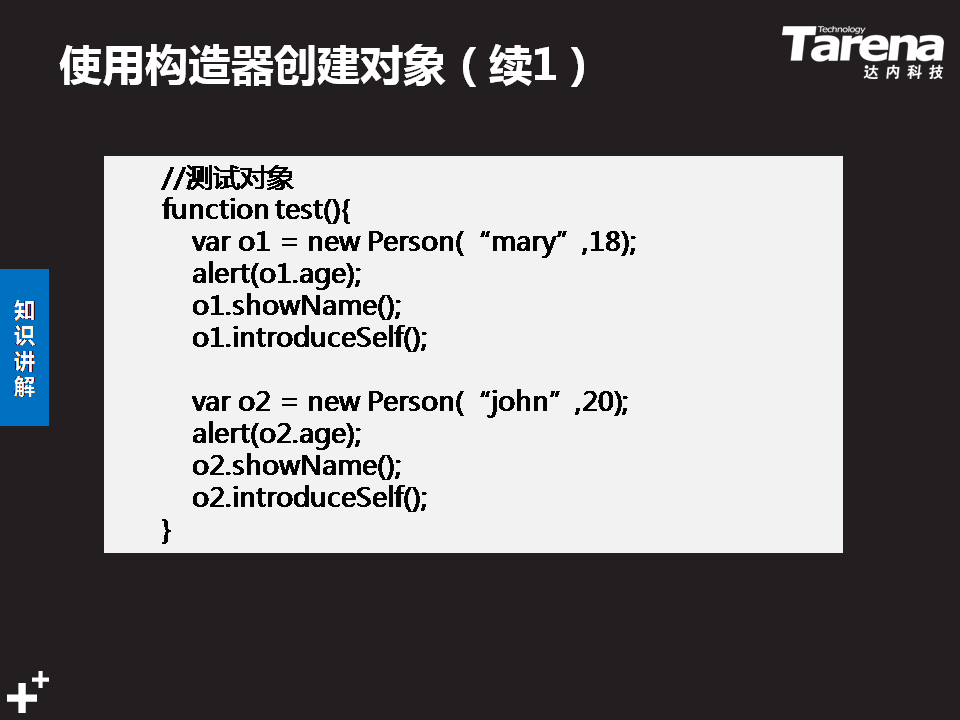 使用构造器创建对象（续1）
Technology
Tarena
达内科技
//测试对象
function test(){
var o1 = new Person( “mary” ,18);
alert(o1.age);
o1.showName();
o1.introduceSelf();
var o2 = new Person( “john” ,20);
alert(o2.age);
o2.showName();
o2.introduceSelf();
}
知识讲解